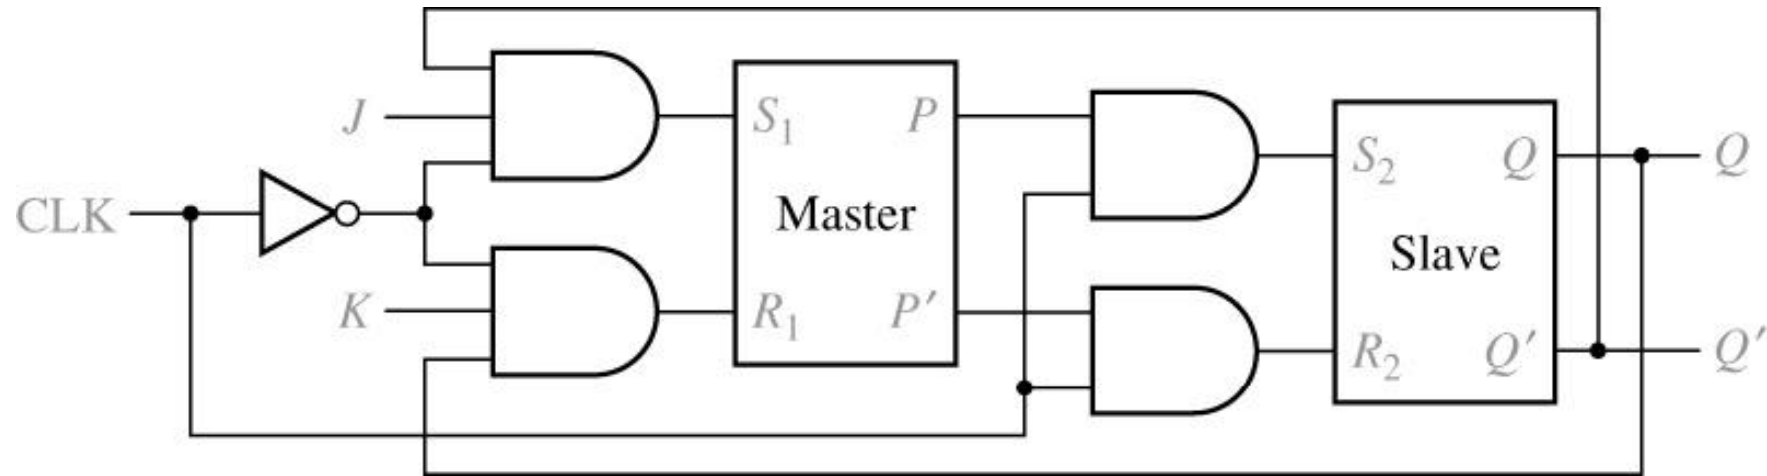 J
CLK
K
S₁
P
Master
R₁
P′
S₂
Q
Slave
R₂
Q′
Q
Q′